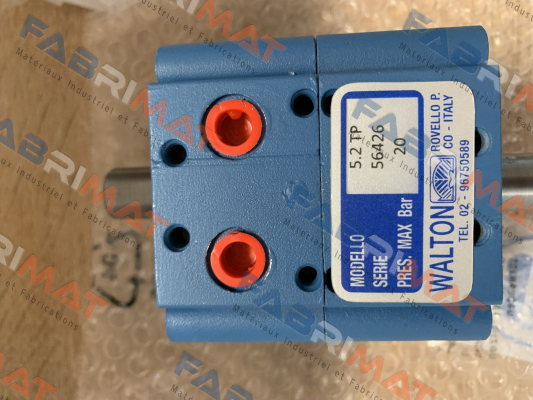 MODELLO 5.2 TP
SERIE 56426
PRES. MAX Bar 20
WALTON ROVELLO P.
CO - ITALY
TEL. 02 - 96750589
FABRIMAT
Matériaux Industriel et Fabrications